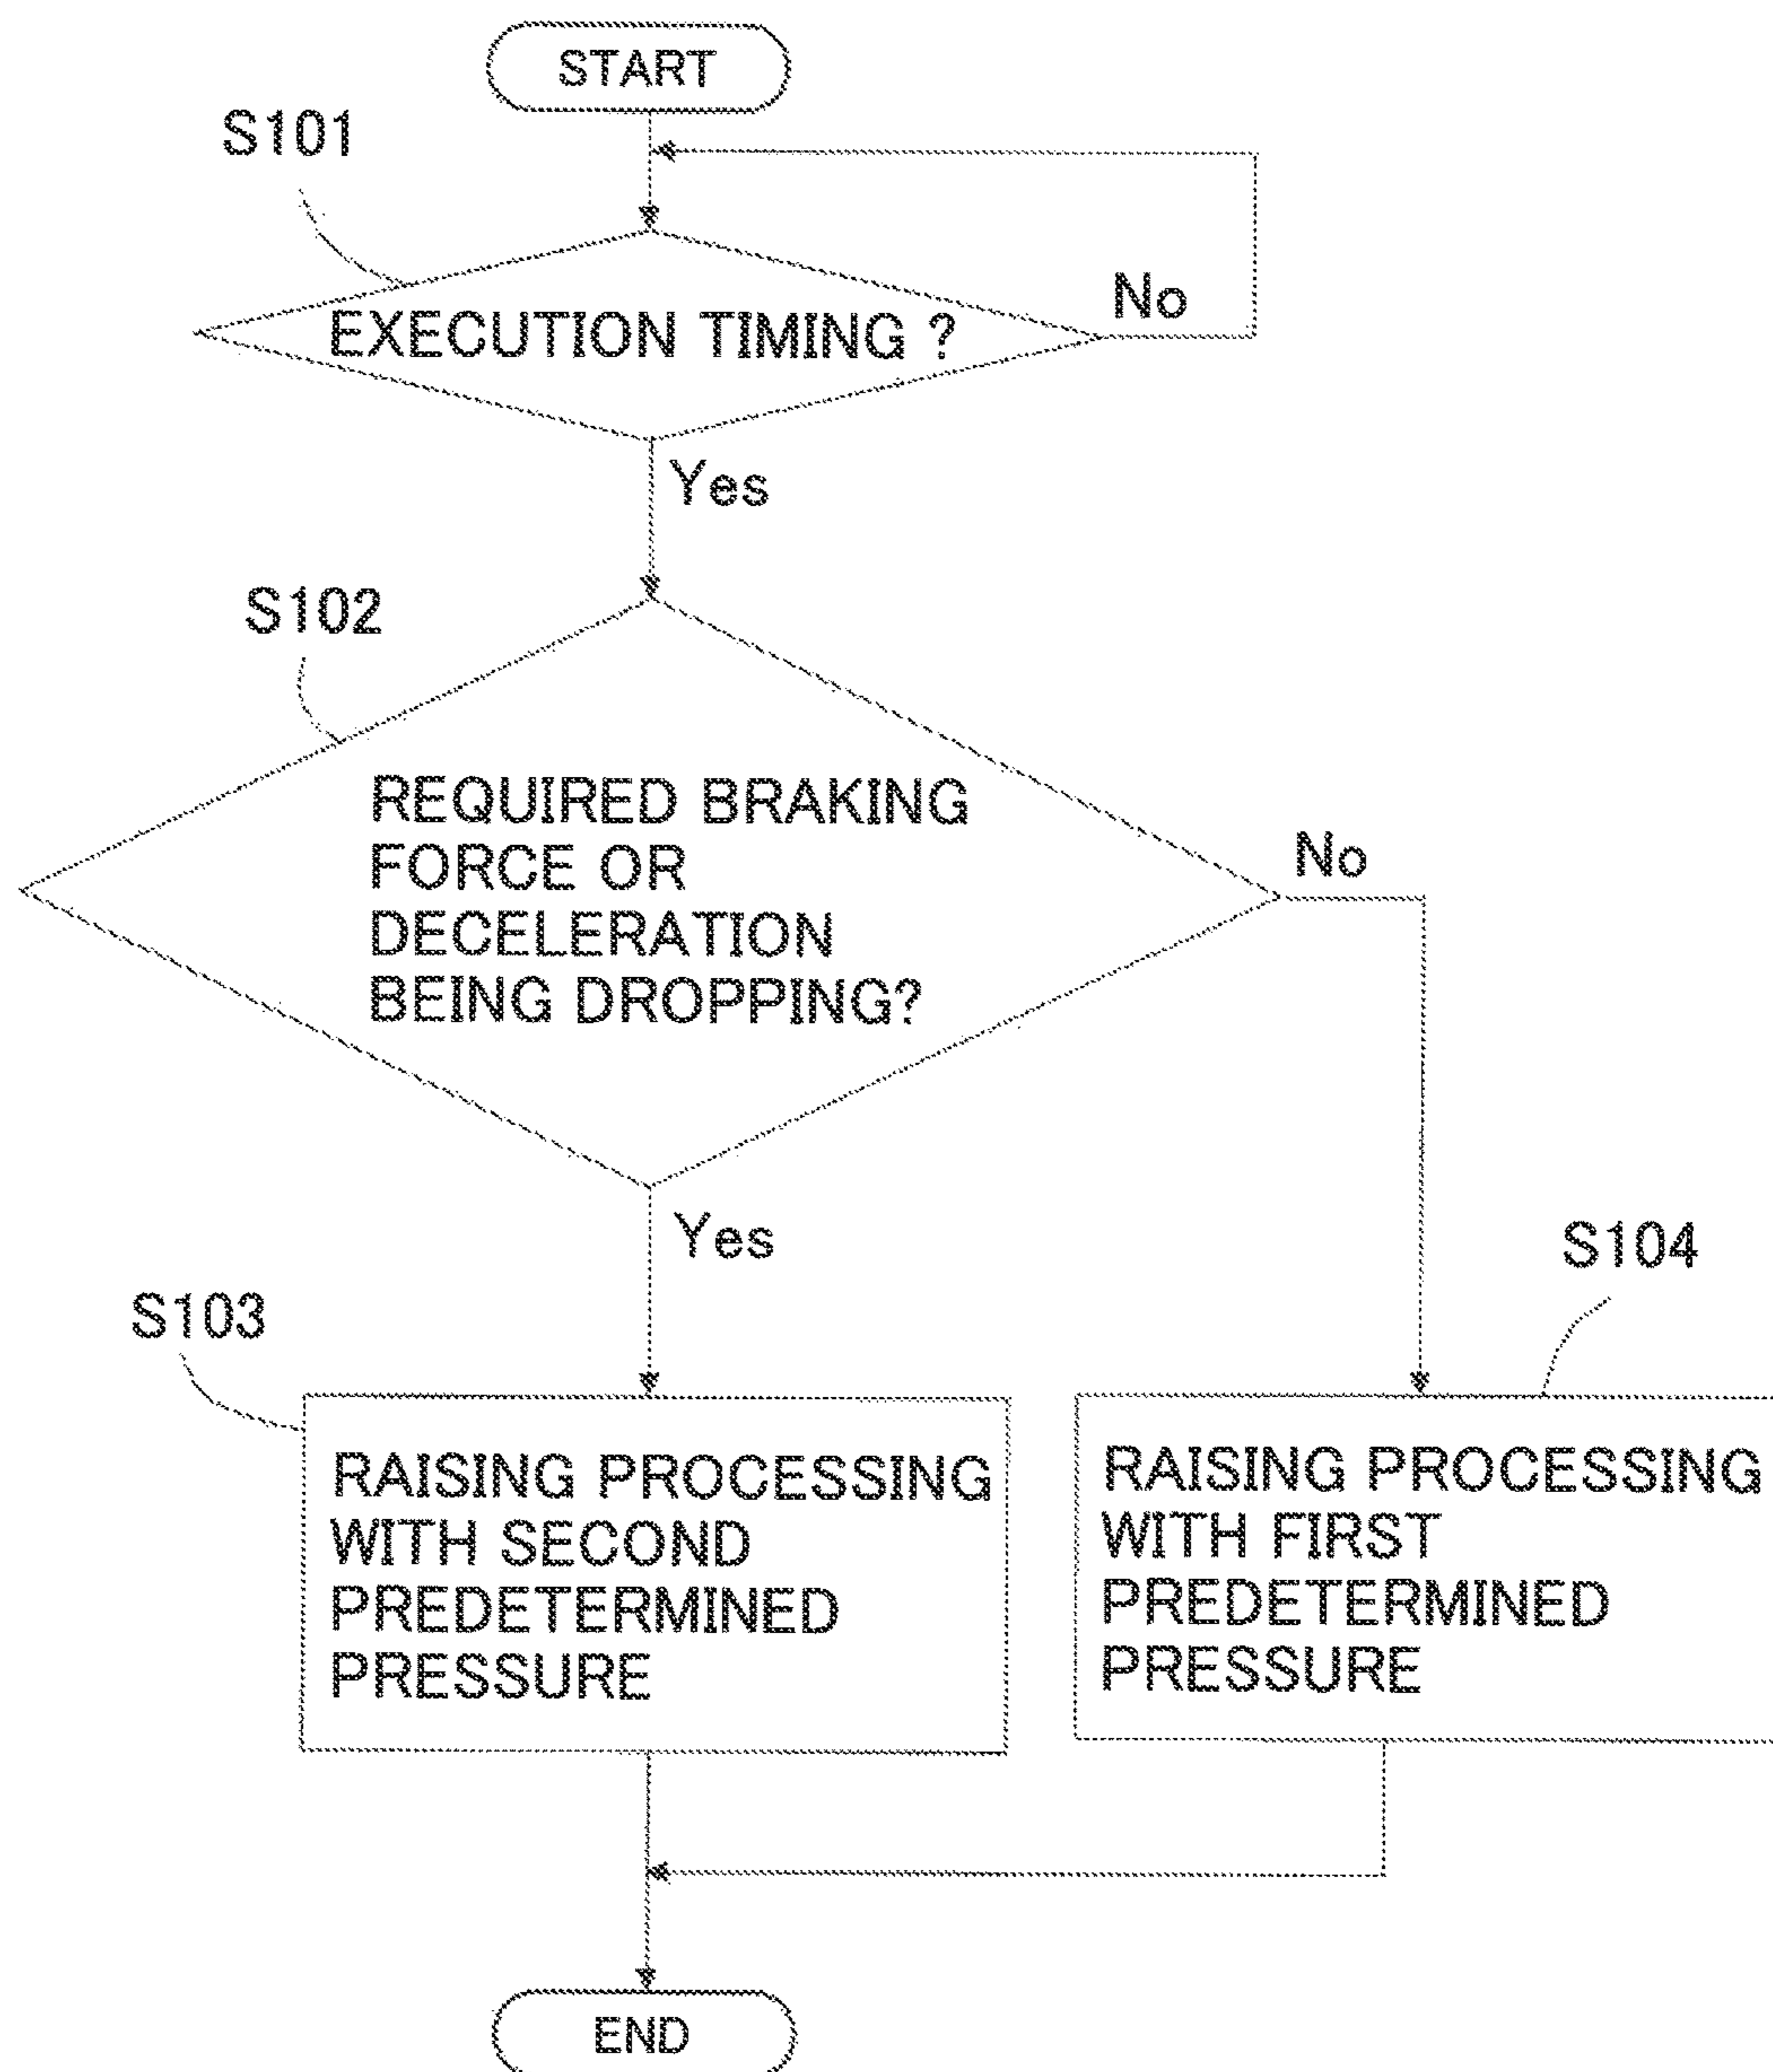 START
S101
EXECUTION TIMING ?
No
Yes
S102
REQUIRED BRAKING
FORCE OR
DECELERATION
BEING DROPPING?
No
Yes
S103
RAISING PROCESSING
WITH SECOND
PREDETERMINED
PRESSURE
S104
RAISING PROCESSING
WITH FIRST
PREDETERMINED
PRESSURE
END